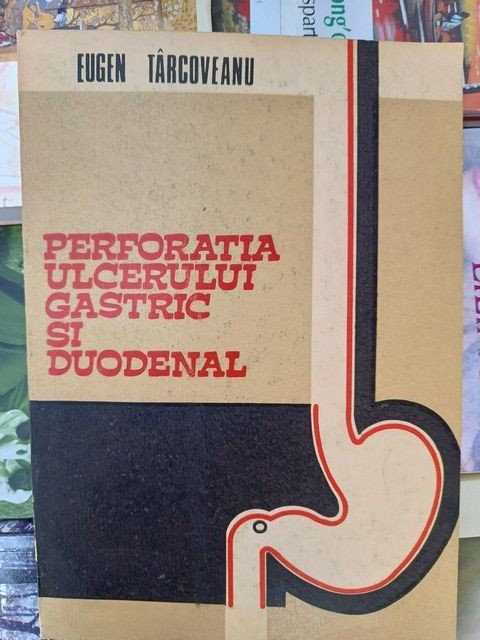 EUGEN TÂRCOVEANU
PERFORATIA
ULCERULUI
GASTRIC
SI
DUODENAL